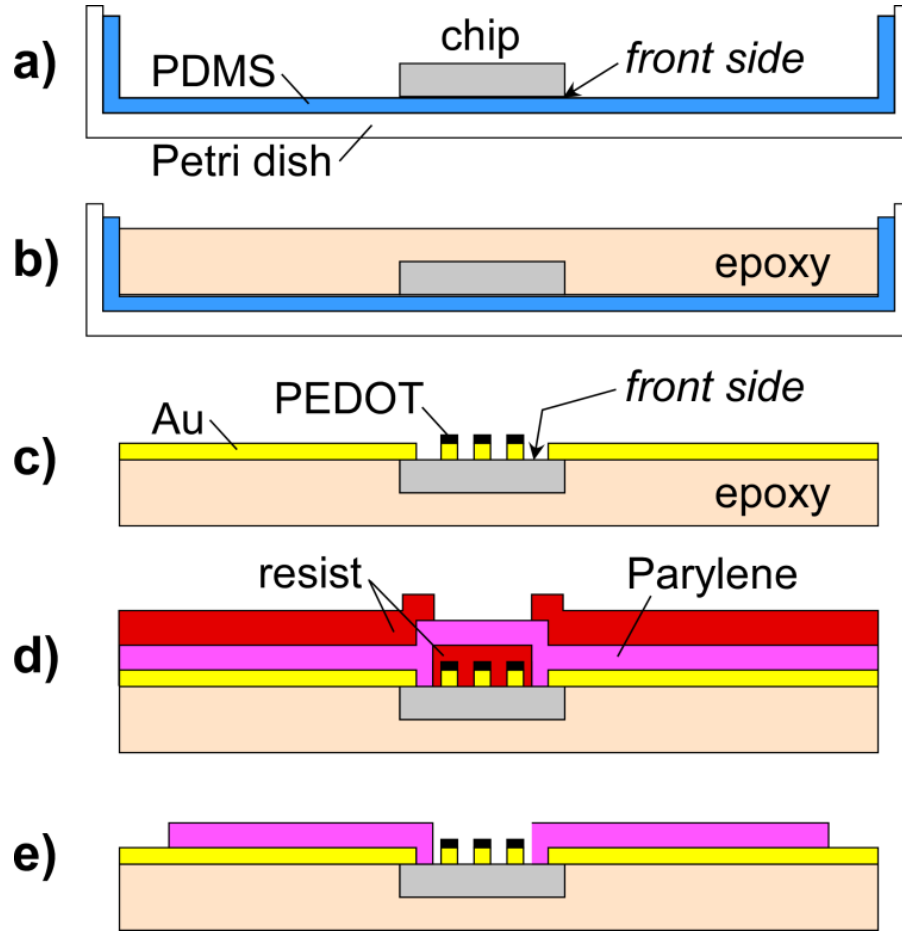 a)
chip
front side
PDMS
Petri dish
b)
epoxy
c)
PEDOT
front side
Au
epoxy
d)
resist
Parylene
e)